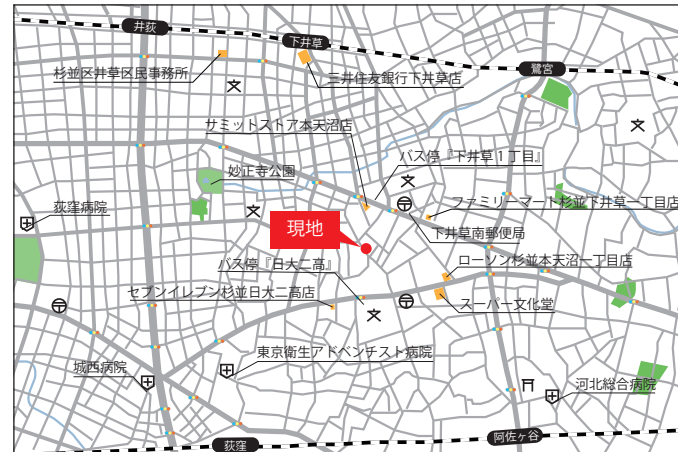 井荻
下井草
鷺宮
杉並区井草区民事務所
三井住友銀行下井草店
サミットストア本天沼店
バス停『下井草1丁目』
妙正寺公園
荻窪病院
ファミリーマート杉並下井草一丁目店
現地
下井草南郵便局
バス停『日大二高』
ローソン杉並本天沼一丁目店
セブンイレブン杉並日大二高店
スーパー文化堂
東京衛生アドベンチスト病院
城西病院
河北総合病院
荻窪
阿佐ヶ谷